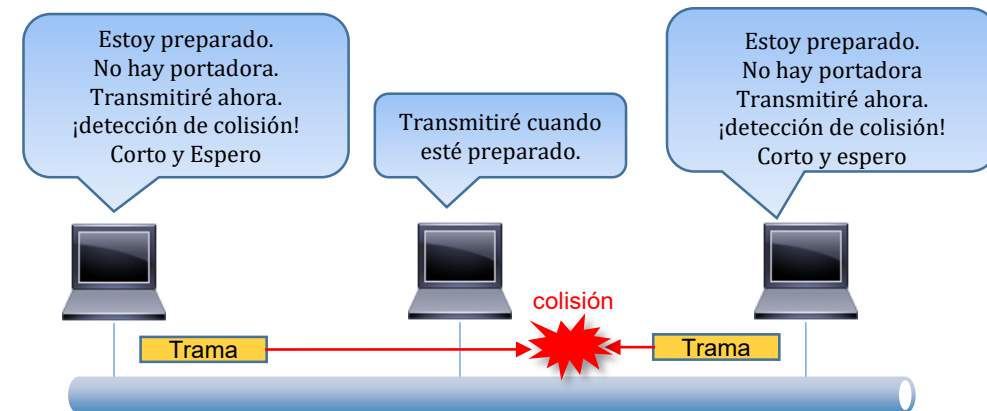 Estoy preparado.
No hay portadora.
Transmitiré ahora.
¡detección de colisión!
Corto y Espero
Transmitiré cuando
esté preparado.
Estoy preparado.
No hay portadora
Transmitiré ahora.
¡detección de colisión!
Corto y espero
colisión
Trama
Trama